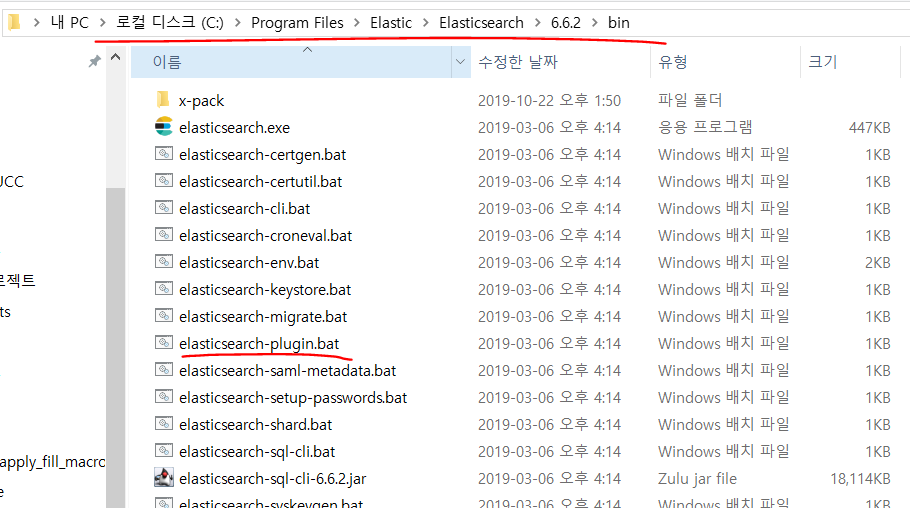 내 PC > 로컬 디스크 (C:) > Program Files > Elastic > Elasticsearch > 6.6.2 > bin
이름 수정한 날짜 유형 크기
x-pack 2019-10-22 오후 1:50 파일 폴더
elasticsearch.exe 2019-03-06 오후 4:14 응용 프로그램 447KB
elasticsearch-certgen.bat 2019-03-06 오후 4:14 Windows 배치 파일 1KB
JCC elasticsearch-certutil.bat 2019-03-06 오후 4:14 Windows 배치 파일 1KB
elasticsearch-cli.bat 2019-03-06 오후 4:14 Windows 배치 파일 1KB
elasticsearch-croneval.bat 2019-03-06 오후 4:14 Windows 배치 파일 1KB
elasticsearch-env.bat 2019-03-06 오후 4:14 Windows 배치 파일 2KB
로젝트 elasticsearch-keystore.bat 2019-03-06 오후 4:14 Windows 배치 파일 1KB
ts elasticsearch-migrate.bat 2019-03-06 오후 4:14 Windows 배치 파일 1KB
elasticsearch-plugin.bat 2019-03-06 오후 4:14 Windows 배치 파일 1KB
elasticsearch-saml-metadata.bat 2019-03-06 오후 4:14 Windows 배치 파일 1KB
elasticsearch-setup-passwords.bat 2019-03-06 오후 4:14 Windows 배치 파일 1KB
elasticsearch-shard.bat 2019-03-06 오후 4:14 Windows 배치 파일 1KB
apply_fill_macro elasticsearch-sql-cli.bat 2019-03-06 오후 4:14 Windows 배치 파일 1KB
e elasticsearch-sql-cli-6.6.2.jar 2019-03-06 오후 4:14 Zulu jar file 18,114KB
elasticsearch-syskeygen.bat 2019-03-06 오후 4:14 Windows 배치 파일 1KB